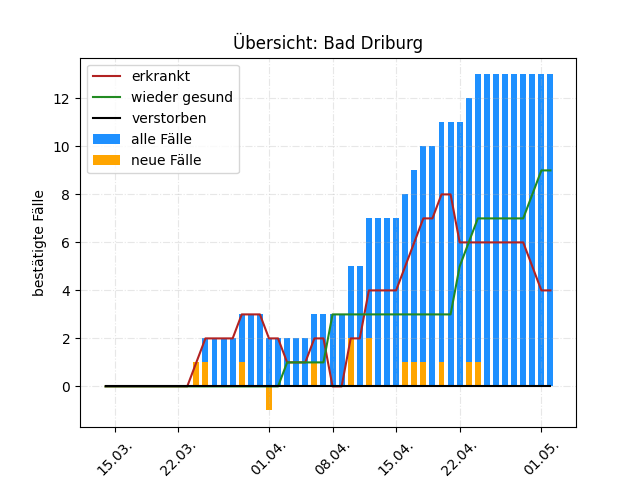 Übersicht: Bad Driburg
erkrankt
wieder gesund
verstorben
alle Fälle
neue Fälle
bestätigte Fälle
12
10
8
6
4
2
0
15.03.
22.03.
01.04.
08.04.
15.04.
22.04.
01.05.